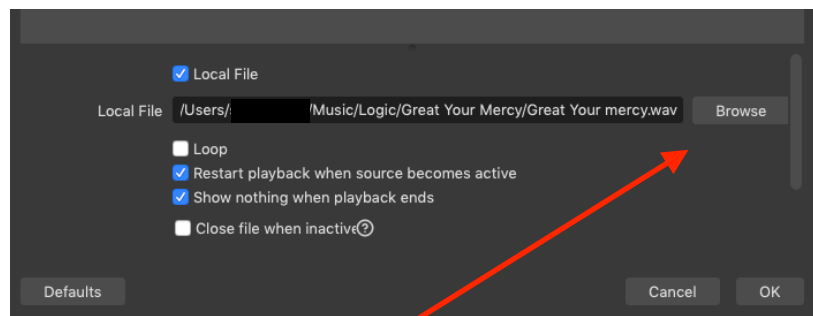 Local File
Local File /Users/ /Music/Logic/Great Your Mercy/Great Your mercy.wav Browse
Loop
Restart playback when source becomes active
Show nothing when playback ends
Close file when inactive ?
Defaults Cancel OK